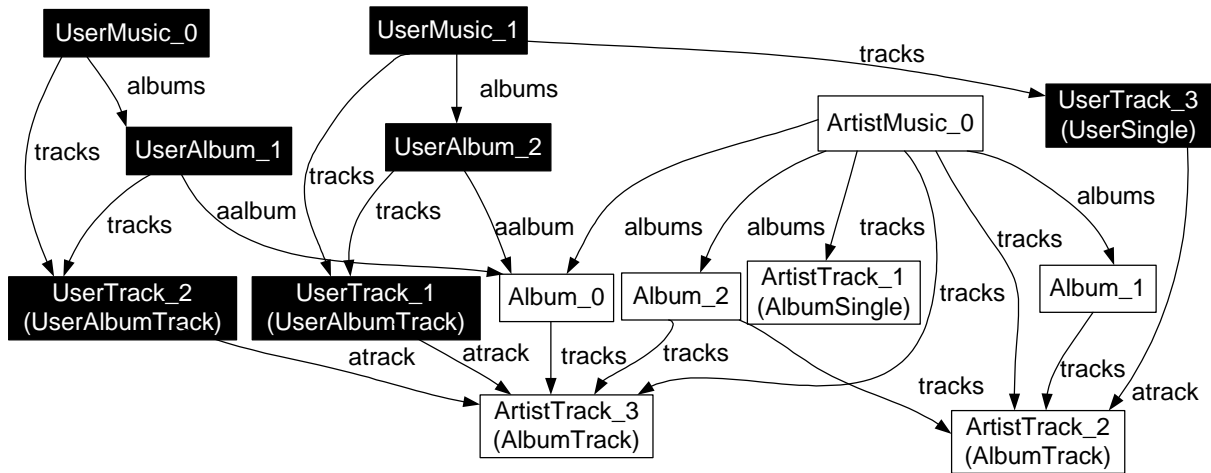 UserMusic_0
UserMusic_1
tracks
albums
albums
UserTrack_3
(UserSingle)
ArtistMusic_0
UserAlbum_1
UserAlbum_2
tracks
tracks
albums
tracks
aalbum
tracks
aalbum
albums
albums
tracks
tracks
UserTrack_2
(UserAlbumTrack)
UserTrack_1
(UserAlbumTrack)
Album_0
Album_2
ArtistTrack_1
(AlbumSingle)
Album_1
tracks
atrack
atrack
tracks
tracks
tracks
tracks
atrack
ArtistTrack_3
(AlbumTrack)
ArtistTrack_2
(AlbumTrack)